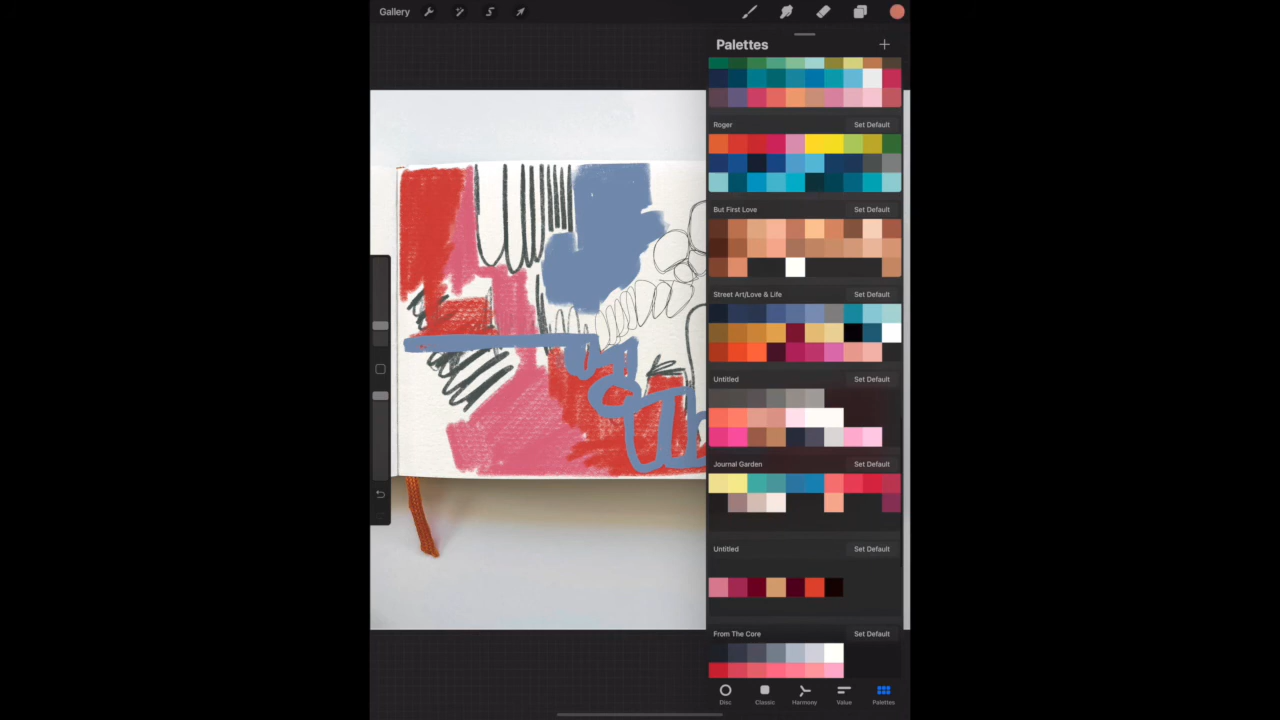 Gallery
Palettes
Roger
Set Default
But First Love
Set Default
Street Art/Love & Life
Set Default
Untitled
Set Default
Journal Garden
Set Default
Untitled
Set Default
From The Core
Set Default
Disc
Classic
Harmony
Value
Palettes